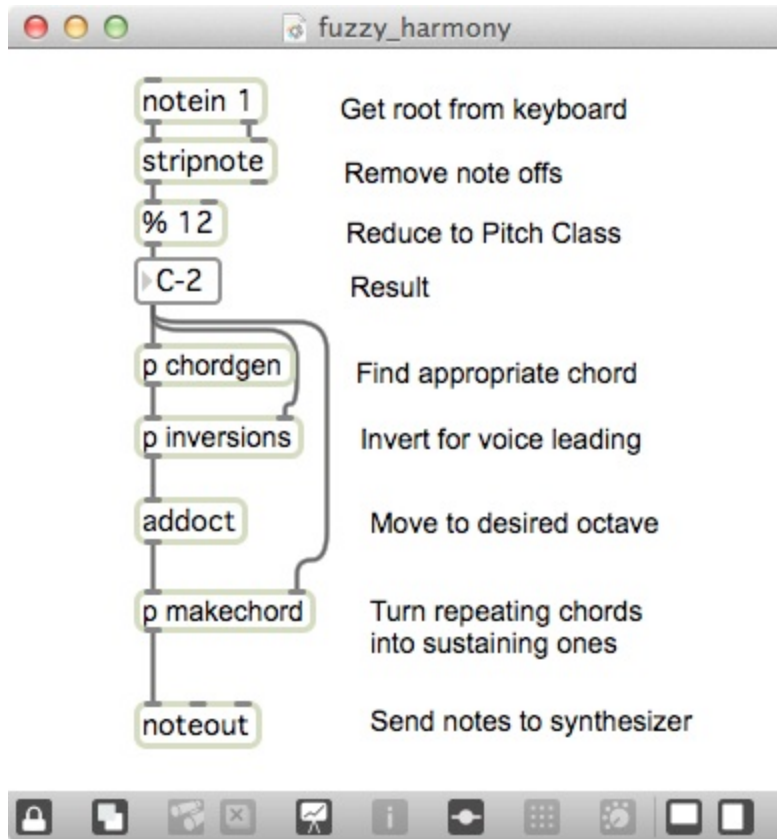 fuzzy_harmony
notein 1
Get root from keyboard
stripnote
Remove note offs
% 12
Reduce to Pitch Class
C-2
Result
p chordgen
Find appropriate chord
p inversions
Invert for voice leading
addoct
Move to desired octave
p makechord
Turn repeating chords
into sustaining ones
noteout
Send notes to synthesizer